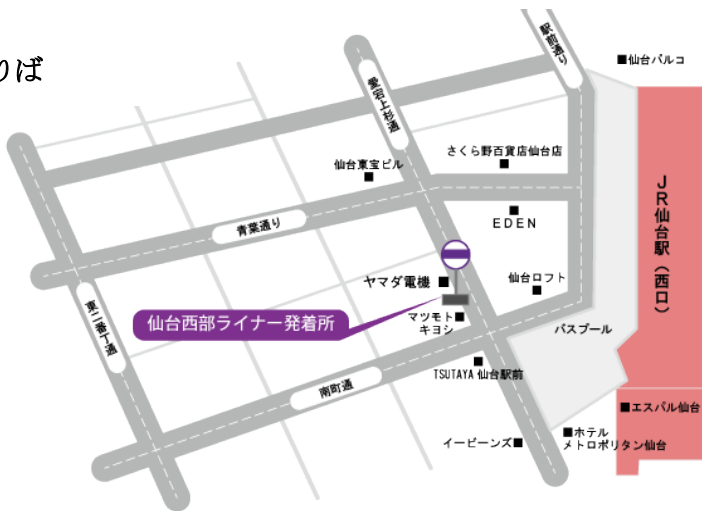 りば
駅前通り
■仙台パルコ
愛宕上杉通
さくら野百貨店仙台店
仙台東宝ビル
JR仙台駅（西口）
青葉通り
EDEN
ヤマダ電機
仙台ロフト
東二番丁通
仙台西部ライナー発着所
マツモト
キヨシ
バスプール
TSUTAYA 仙台駅前
南町通
■エスパル仙台
イービーンズ■
■ホテル
メトロポリタン仙台